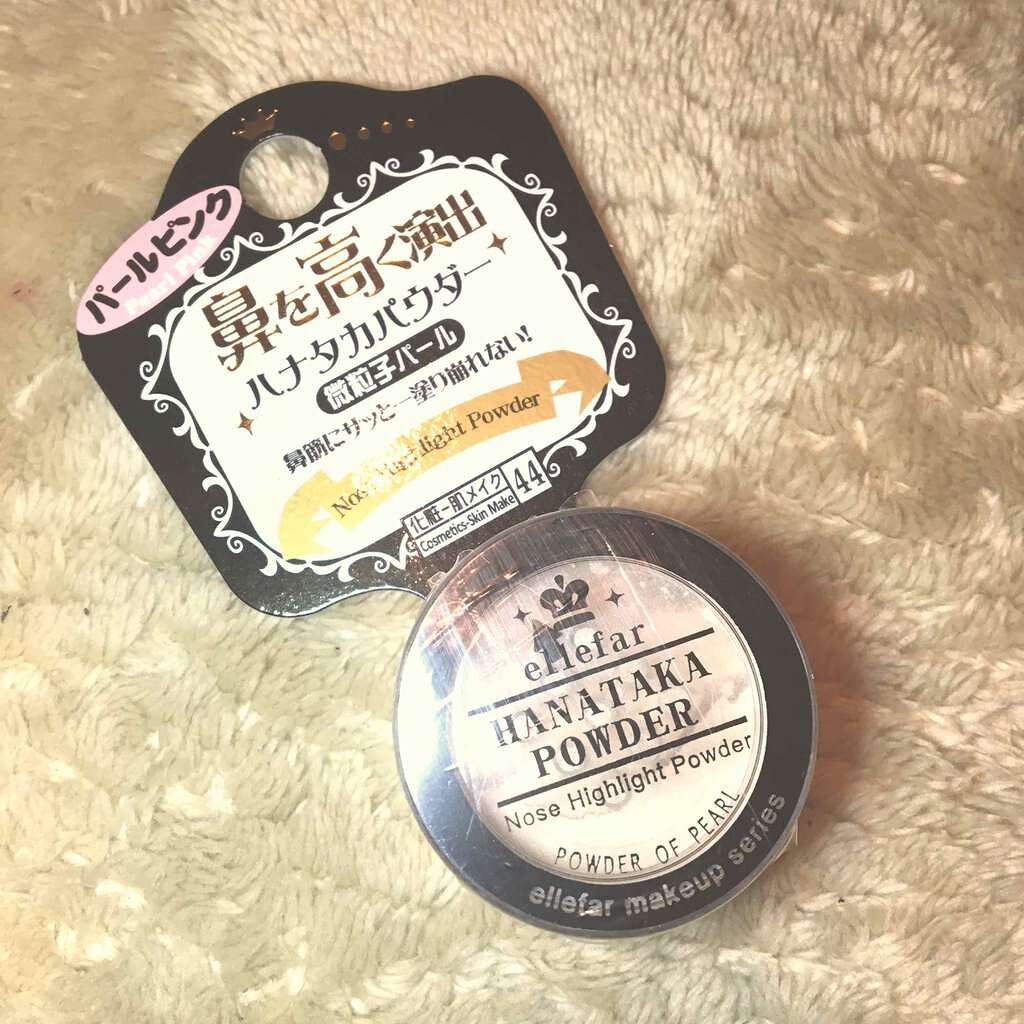 パールピンク
Pearl Pink
鼻を高く演出
ハナタカパウダー
微粒子パール
鼻筋にサッと一塗り崩れない!
Nose Highlight Powder
化粧-肌メイク
Cosmetics-Skin Make
44
ellefar
HANATAKA
POWDER
Nose Highlight Powder
POWDER OF PEARL
ellefar makeup series